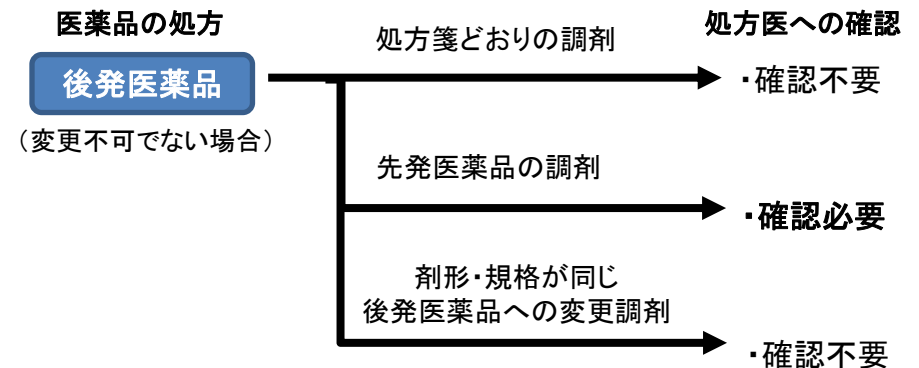 医薬品の処方
処方箋どおりの調剤
処方医への確認
後発医薬品
・確認不要
（変更不可でない場合）
先発医薬品の調剤
・確認必要
剤形・規格が同じ
後発医薬品への変更調剤
・確認不要